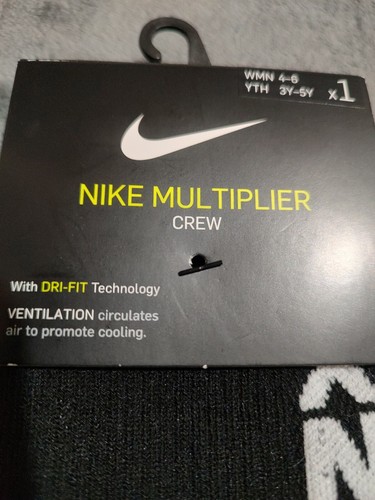 WMN 4-6
YTH 3Y-5Y x1
NIKE MULTIPLIER
CREW
With DRI-FIT Technology
VENTILATION circulates
air to promote cooling.